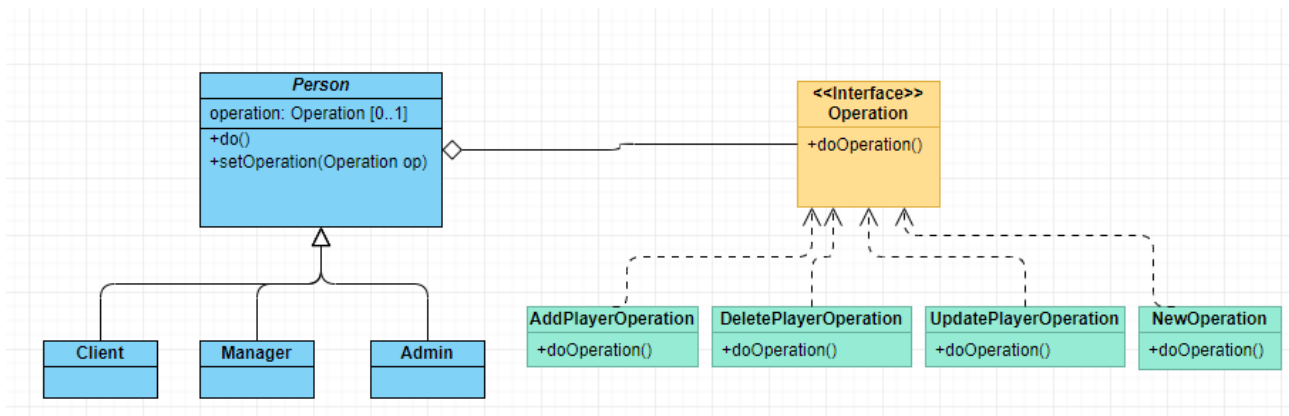 Person
operation: Operation [0..1]
+do()
+setOperation(Operation op)
<<Interface>>
Operation
+doOperation()
Client
Manager
Admin
AddPlayerOperation
+doOperation()
DeletePlayerOperation
+doOperation()
UpdatePlayerOperation
+doOperation()
NewOperation
+doOperation()